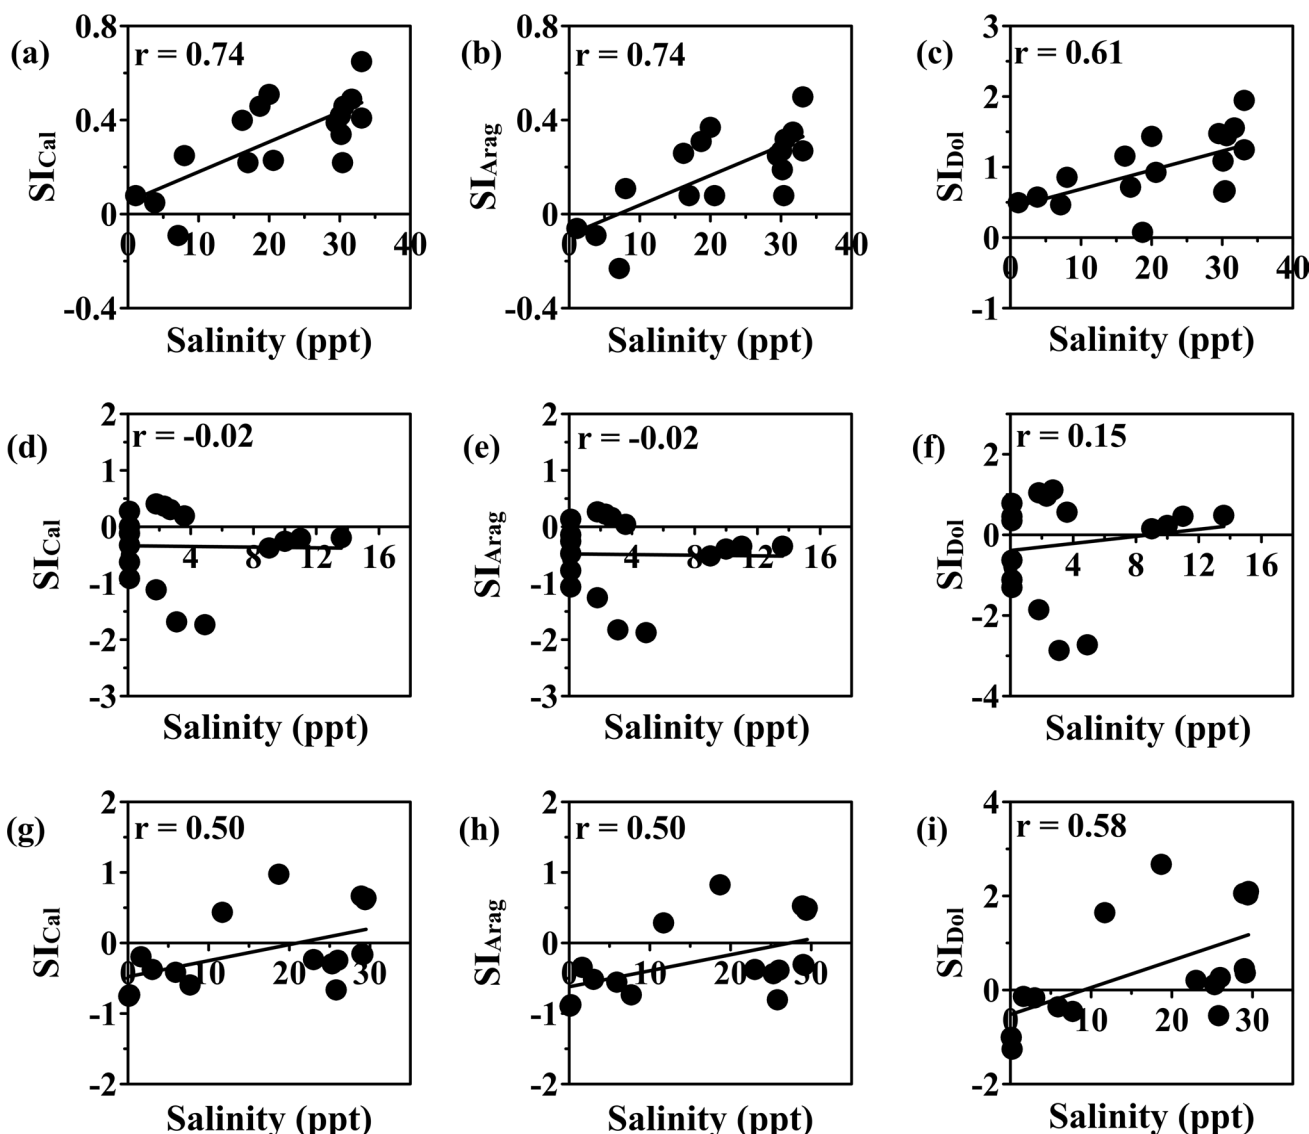 (a)
r = 0.74
SICal
0.8
0.4
0
-0.4
0 10 20 30 40
Salinity (ppt)
(b)
r = 0.74
SIArag
0.8
0.4
0
-0.4
0 10 20 30 40
Salinity (ppt)
(c)
r = 0.61
SIDol
3
2
1
0
-1
0 10 20 30 40
Salinity (ppt)
(d)
r = -0.02
SICal
2
1
0
-1
-2
-3
4 8 12 16
Salinity (ppt)
(e)
r = -0.02
SIArag
2
1
0
-1
-2
-3
4 8 12 16
Salinity (ppt)
(f)
r = 0.15
SIDol
2
0
-2
-4
4 8 12 16
Salinity (ppt)
(g)
r = 0.50
SICal
2
1
0
-1
-2
0 10 20 30
Salinity (ppt)
(h)
r = 0.50
SIArag
2
1
0
-1
-2
0 10 20 30
Salinity (ppt)
(i)
r = 0.58
SIDol
4
2
0
-2
0 10 20 30
Salinity (ppt)